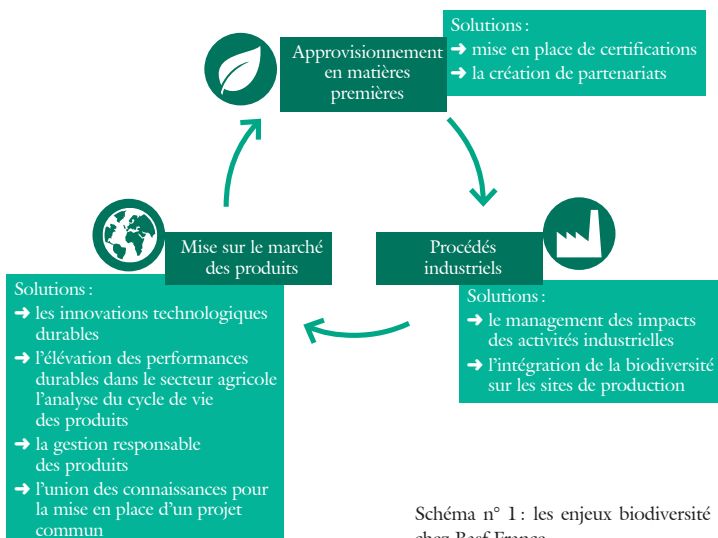 Approvisionnement
en matières
premières
Solutions :
➜ mise en place de certifications
➜ la création de partenariats
Procédés
industriels
Solutions :
➜ le management des impacts
des activités industrielles
➜ l’intégration de la biodiversité
sur les sites de production
Mise sur le marché
des produits
Solutions :
➜ les innovations technologiques
durables
➜ l’élévation des performances
durables dans le secteur agricole
l’analyse du cycle de vie
des produits
➜ la gestion responsable
des produits
➜ l’union des connaissances pour
la mise en place d’un projet
commun
Schéma n° 1 : les enjeux biodiversité
chez Basf France